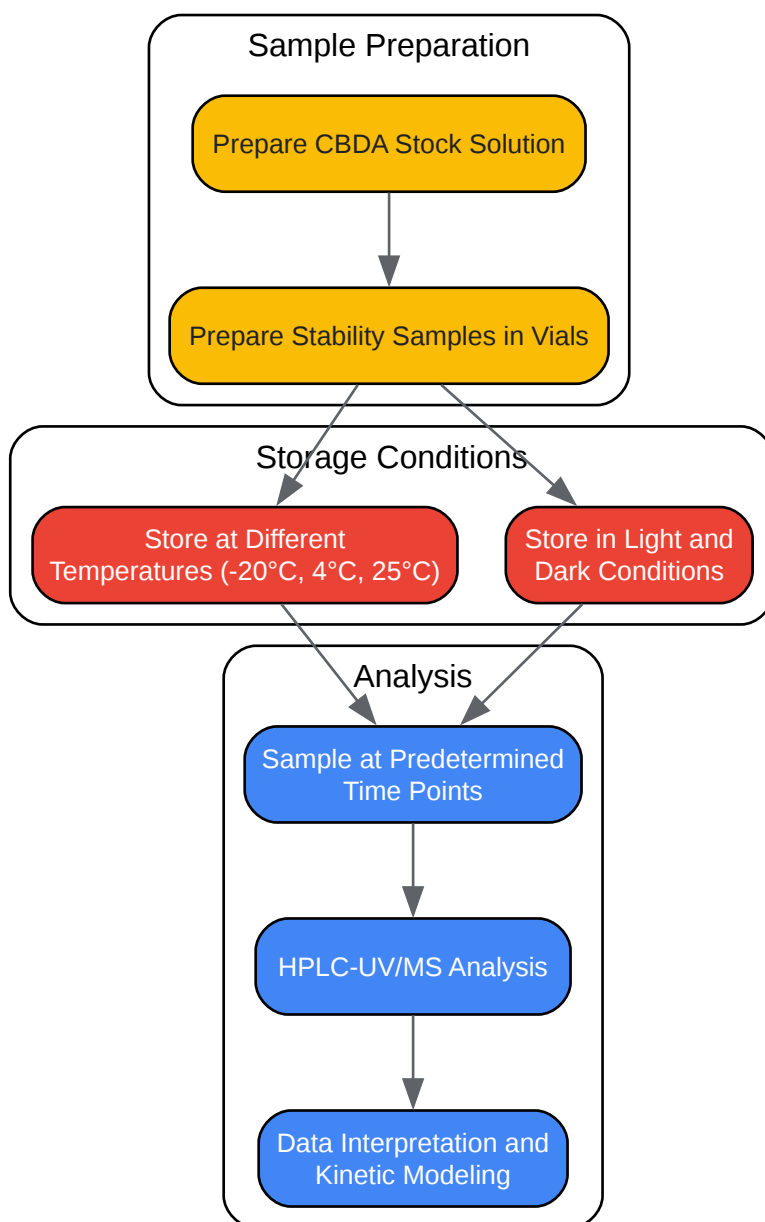 Sample Preparation
Prepare CBDA Stock Solution
Prepare Stability Samples in Vials
Storage Conditions
Store at Different
Temperatures (-20°C, 4°C, 25°C)
Store in Light and
Dark Conditions
Analysis
Sample at Predetermined
Time Points
HPLC-UV/MS Analysis
Data Interpretation and
Kinetic Modeling